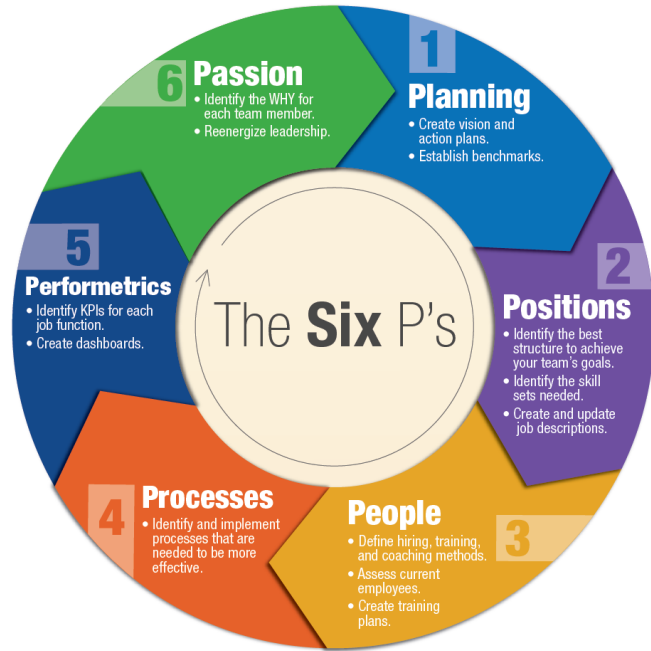 The Six P's
1
Planning
• Create vision and
action plans.
• Establish benchmarks.
2
Positions
• Identify the best
structure to achieve
your team's goals.
• Identify the skill
sets needed.
• Create and update
job descriptions.
3
People
• Define hiring, training,
and coaching methods.
• Assess current
employees.
• Create training
plans.
4
Processes
• Identify and implement
processes that are
needed to be more
effective.
5
Performetrics
• Identify KPIs for each
job function.
• Create dashboards.
6
Passion
• Identify the WHY for
each team member.
• Reenergize leadership.